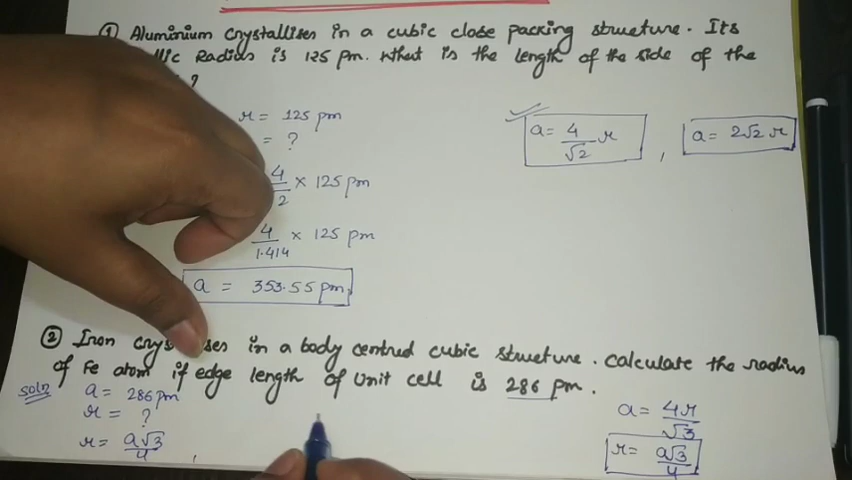 ① Aluminium crystallises in a cubic close packing structure. Its
llic Radius is 125 pm. What is the length of the side of the
?
r = 125 pm
= ?
a = 4/√2 r , a = 2√2 r
4/2 × 125 pm
4/1.414 × 125 pm
a = 353.55 pm
② Iron crys ses in a body centred cubic structure. Calculate the radius
of Fe atom if edge length of Unit cell is 286 pm.
soln a = 286 pm
r = ?
r = a√3/4 ,
a = 4r/√3
r = a√3/4